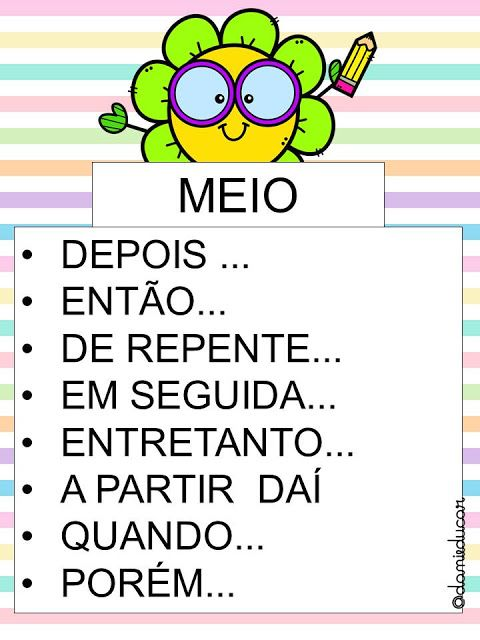 MEIO
• DEPOIS ...
• ENTÃO...
• DE REPENTE...
• EM SEGUIDA...
• ENTRETANTO...
• A PARTIR  DAÍ
• QUANDO...
• PORÉM...
@damieducar